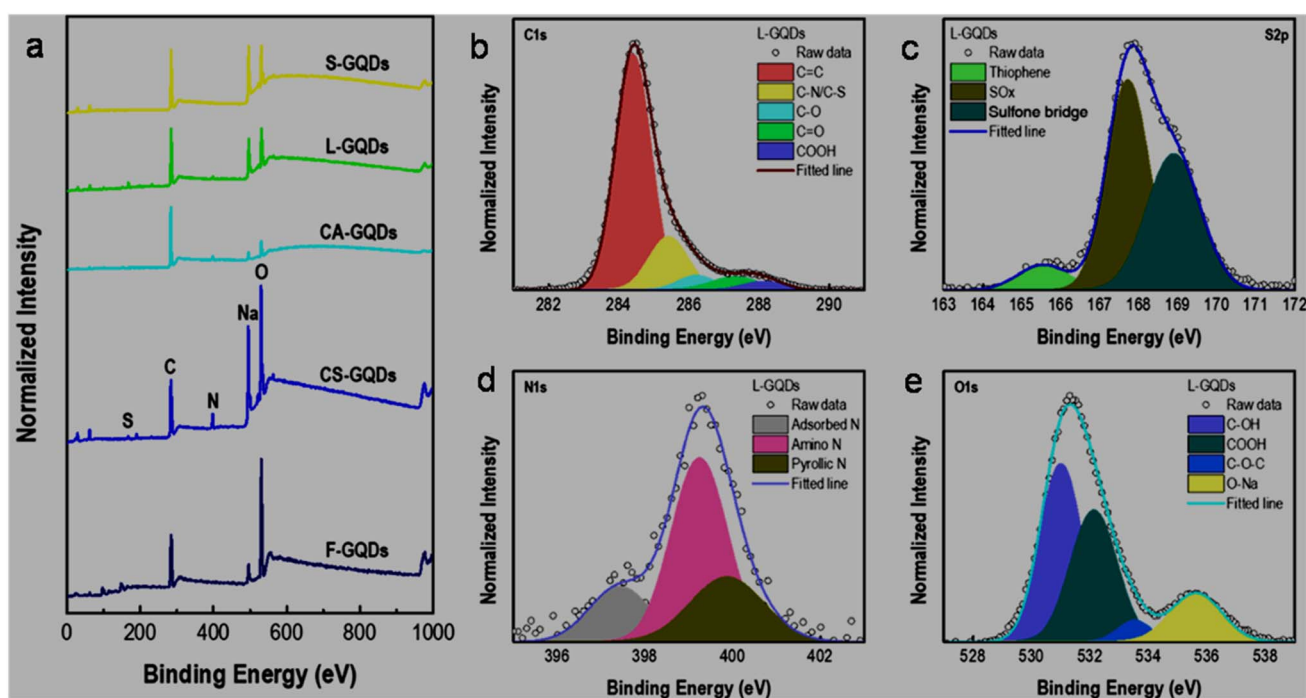 a
S-GQDs
L-GQDs
CA-GQDs
O
Na
C
CS-GQDs
N
S
F-GQDs
Normalized Intensity
0 200 400 600 800 1000
Binding Energy (eV)
b
C1s
L-GQDs
Raw data
C=C
C-N/C-S
C-O
C=O
COOH
Fitted line
Normalized Intensity
282 284 286 288 290
Binding Energy (eV)
c
L-GQDs
S2p
Raw data
Thiophene
SOx
Sulfone bridge
Fitted line
Normalized Intensity
163 164 165 166 167 168 169 170 171 172
Binding Energy (eV)
d
N1s
L-GQDs
Raw data
Adsorbed N
Amino N
Pyrollic N
Fitted line
Normalized Intensity
396 398 400 402
Binding Energy (eV)
e
O1s
L-GQDs
Raw data
C-OH
COOH
C-O-C
O-Na
Fitted line
Normalized Intensity
528 530 532 534 536 538
Binding Energy (eV)